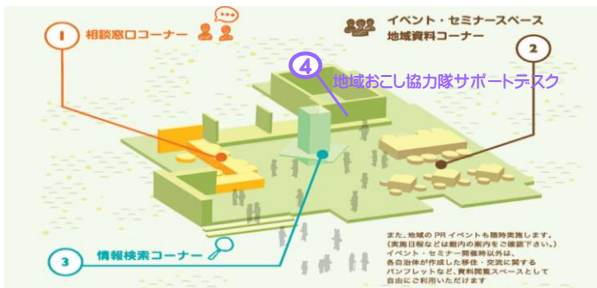 1 相談窓口コーナー
イベント・セミナースペース
地域資料コーナー
2
4
地域おこし協力隊サポートデスク
3 情報検索コーナー
また、地域のPRイベントも随時実施します。
(実施日程などは館内の案内をご確認下さい。)
イベント・セミナー開催時以外は、
各自治体が作成した移住・交流に関する
パンフレットなど、資料閲覧スペースとして
自由にご利用いただけます